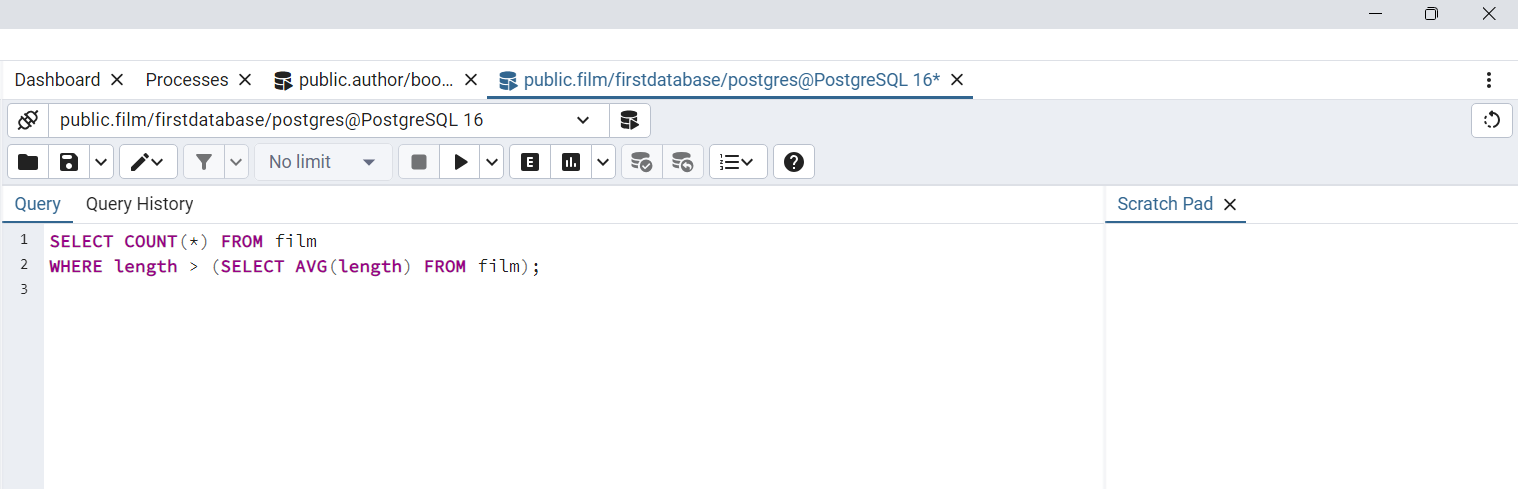 Dashboard Processes public.author/boo... public.film/firstdatabase/postgres@PostgreSQL 16*
public.film/firstdatabase/postgres@PostgreSQL 16
No limit E
Query Query History Scratch Pad
1 SELECT COUNT(*) FROM film
2 WHERE length > (SELECT AVG(length) FROM film);
3